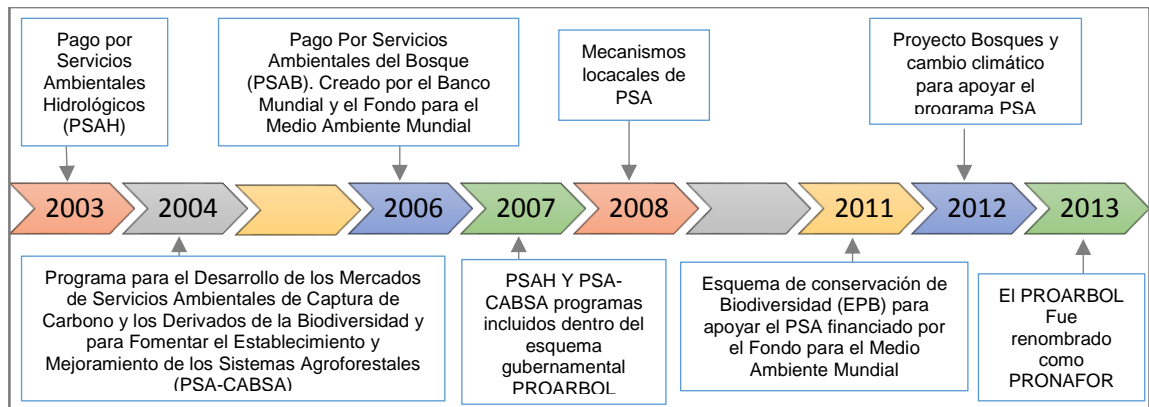 Pago por
Servicios
Ambientales
Hidrológicos
(PSAH)
Pago Por Servicios
Ambientales del Bosque
(PSAB). Creado por el Banco
Mundial y el Fondo para el
Medio Ambiente Mundial
Mecanismos
locacales de
PSA
Proyecto Bosques y
cambio climático
para apoyar el
programa PSA
2003
2004
2006
2007
2008
2011
2012
2013
Programa para el Desarrollo de los Mercados
de Servicios Ambientales de Captura de
Carbono y los Derivados de la Biodiversidad y
para Fomentar el Establecimiento y
Mejoramiento de los Sistemas Agroforestales
(PSA-CABSA)
PSAH Y PSA-
CABSA programas
incluidos dentro del
esquema
gubernamental
PROARBOL
Esquema de conservación de
Biodiversidad (EPB) para
apoyar el PSA financiado por
el Fondo para el Medio
Ambiente Mundial
El PROARBOL
Fue
renombrado
como
PRONAFOR